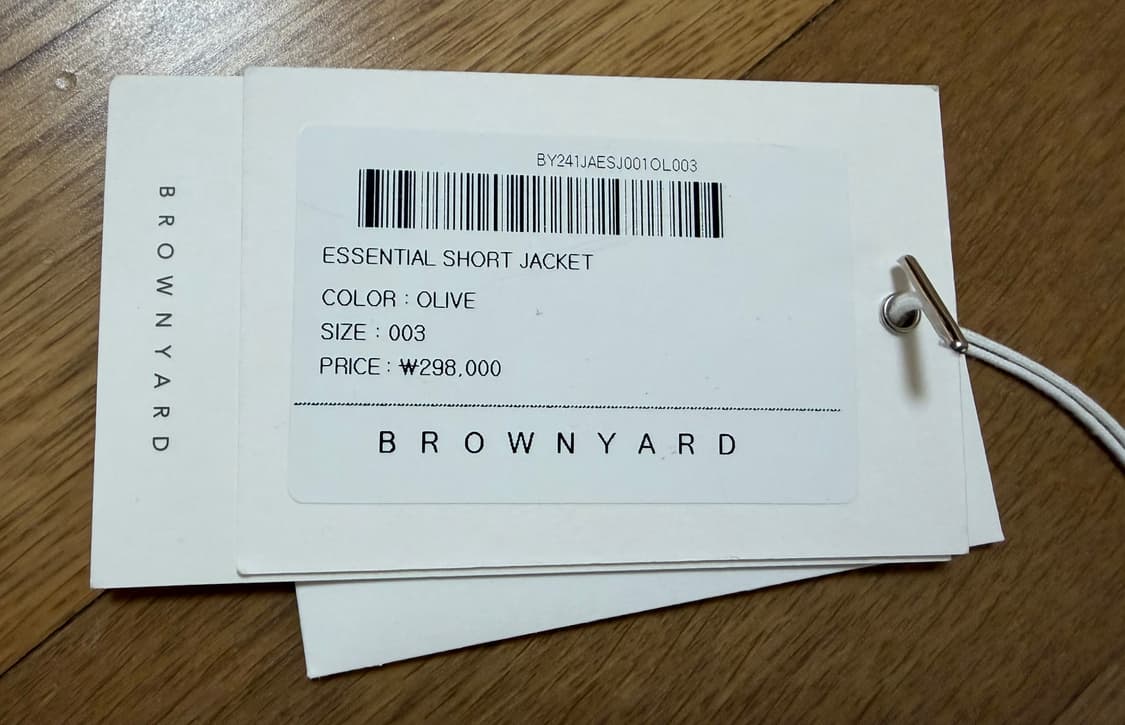 BROWNYARD
BY241JAESJ001OL003
ESSENTIAL SHORT JACKET
COLOR : OLIVE
SIZE : 003
PRICE : ₩298,000
BROWNYARD